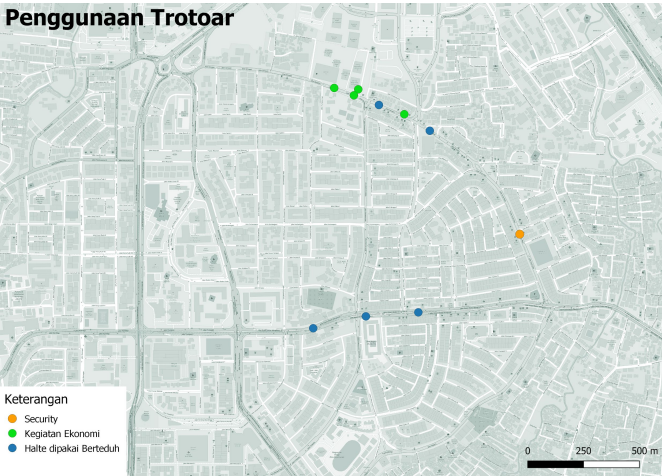 Penggunaan Trotoar
Keterangan
Security
Kegiatan Ekonomi
Halte dipakai Berteduh
0 250 500 m